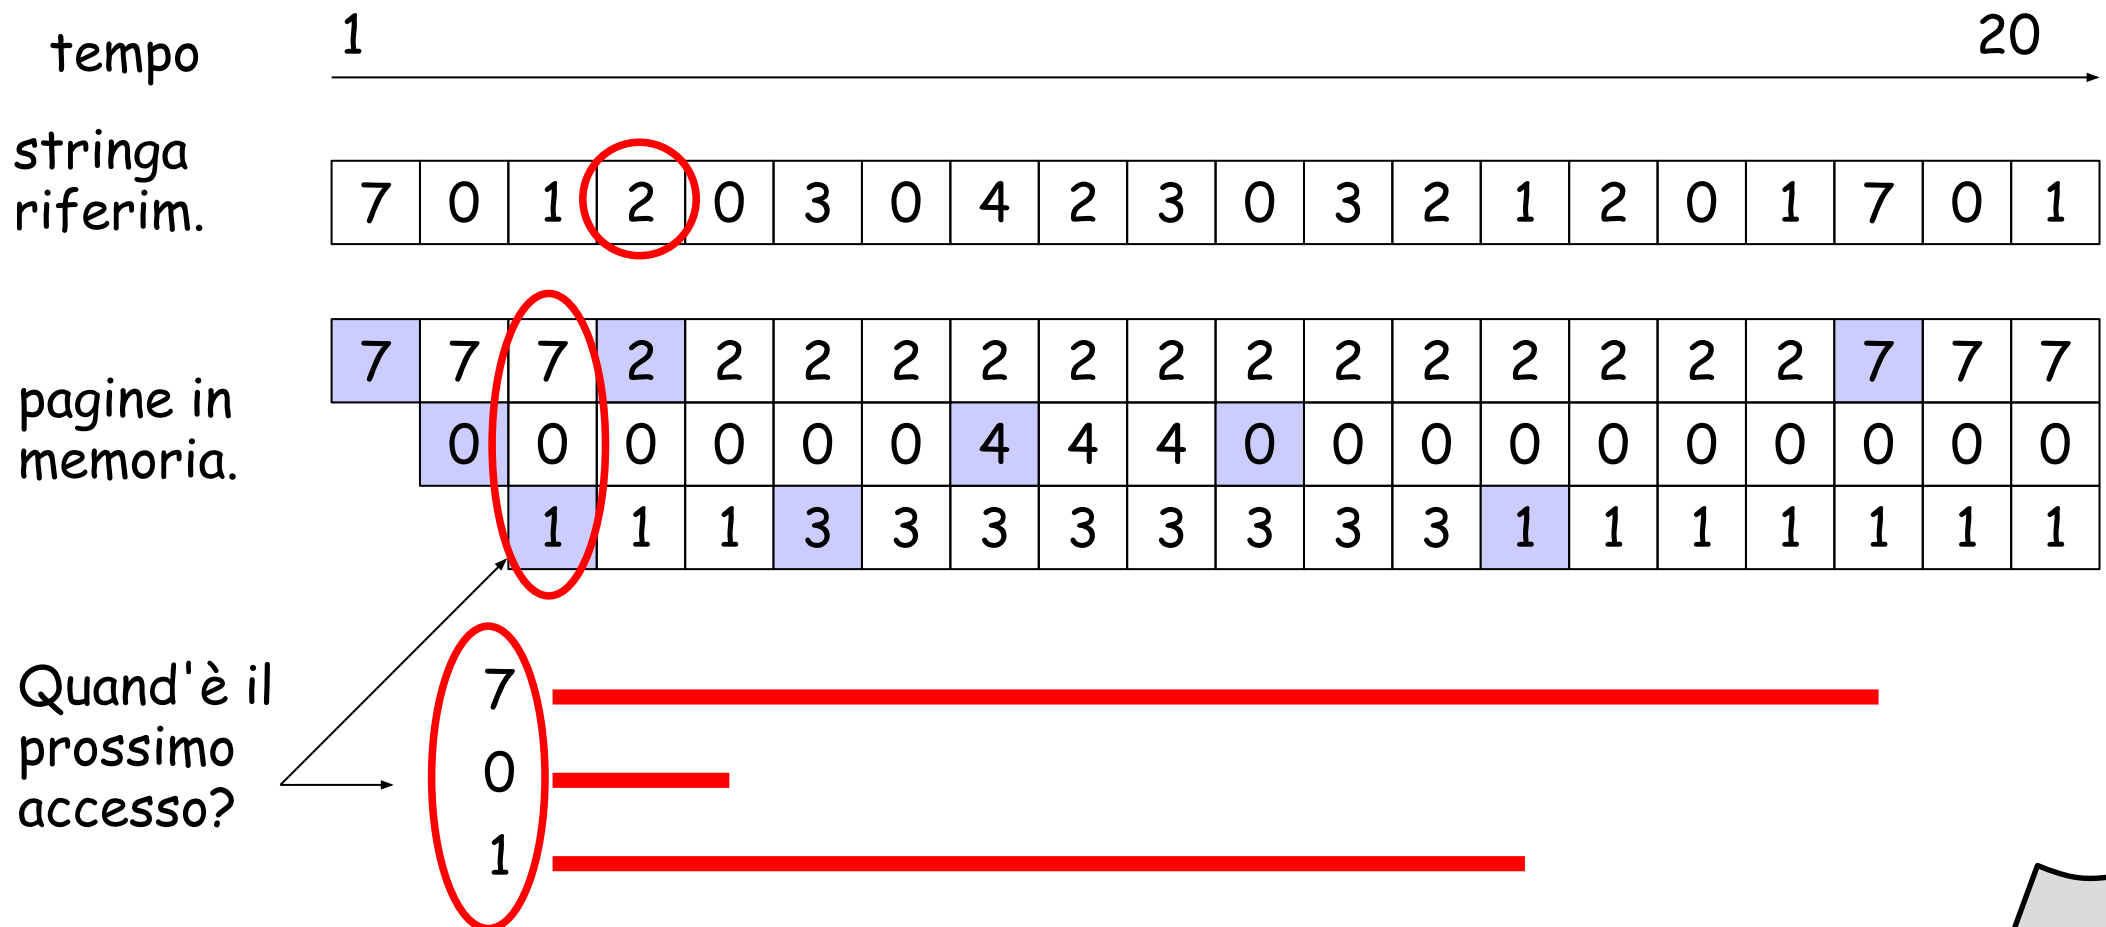 tempo 1 20
stringa
riferim.
7 0 1 2 0 3 0 4 2 3 0 3 2 1 2 0 1 7 0 1
7 7 7 2 2 2 2 2 2 2 2 2 2 2 2 2 2 7 7 7
pagine in
memoria.
0 0 0 0 0 0 4 4 4 0 0 0 0 0 0 0 0 0 0
1 1 1 3 3 3 3 3 3 3 3 1 1 1 1 1 1 1
Quand'è il
prossimo
accesso?
7
0
1